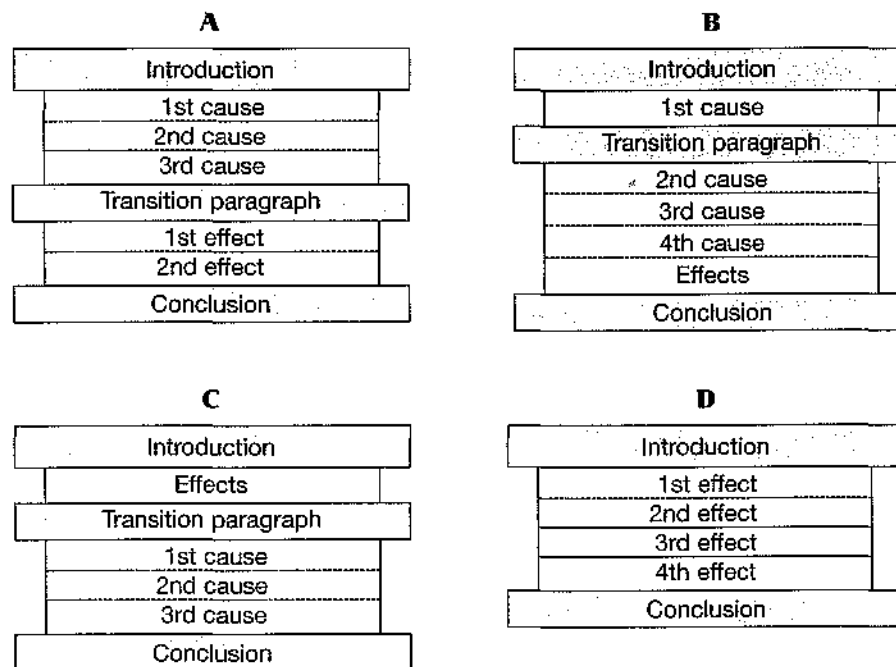 A
Introduction
1st cause
2nd cause
3rd cause
Transition paragraph
1st effect
2nd effect
Conclusion
B
Introduction
1st cause
Transition paragraph
2nd cause
3rd cause
4th cause
Effects
Conclusion
C
Introduction
Effects
Transition paragraph
1st cause
2nd cause
3rd cause
Conclusion
D
Introduction
1st effect
2nd effect
3rd effect
4th effect
Conclusion